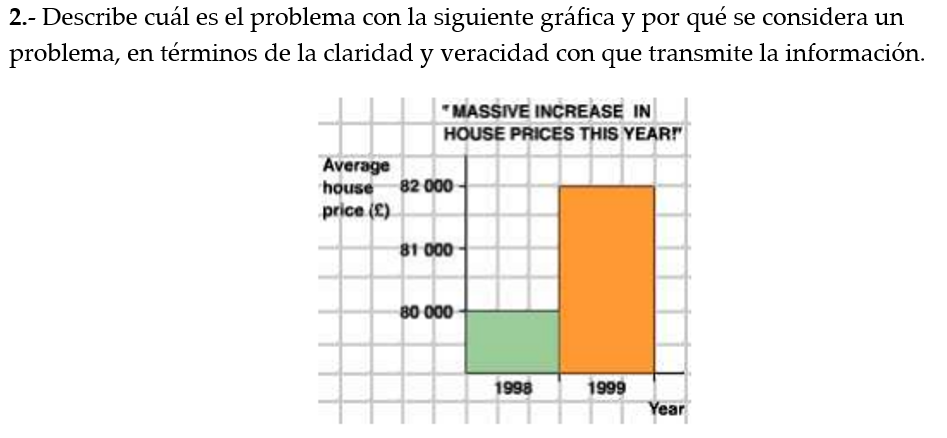 2.- Describe cuál es el problema con la siguiente gráfica y por qué se considera un
problema, en términos de la claridad y veracidad con que transmite la información.
"MASSIVE INCREASE IN
HOUSE PRICES THIS YEAR!"
Average
house
price (£)
82 000
81 000
80 000
1998
1999
Year